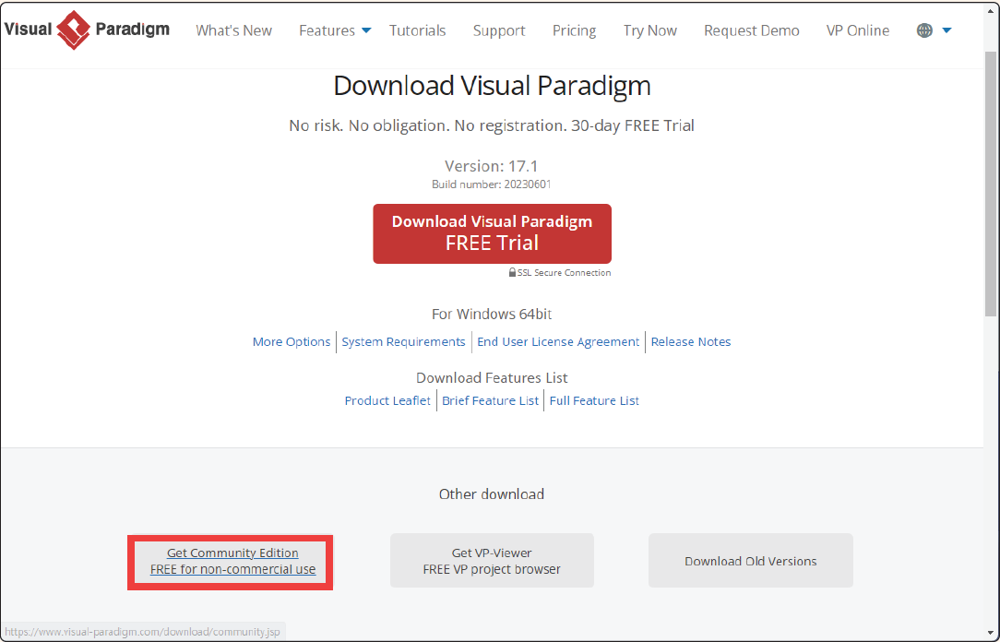 Visual Paradigm What's New Features Tutorials Support Pricing Try Now Request Demo VP Online
Download Visual Paradigm
No risk. No obligation. No registration. 30-day FREE Trial
Version: 17.1
Build number: 20230601
Download Visual Paradigm
FREE Trial
SSL Secure Connection
For Windows 64bit
More Options System Requirements End User License Agreement Release Notes
Download Features List
Product Leaflet Brief Feature List Full Feature List
Other download
Get Community Edition
FREE for non-commercial use
Get VP-Viewer
FREE VP project browser
Download Old Versions
https://www.visual-paradigm.com/download/community.jsp